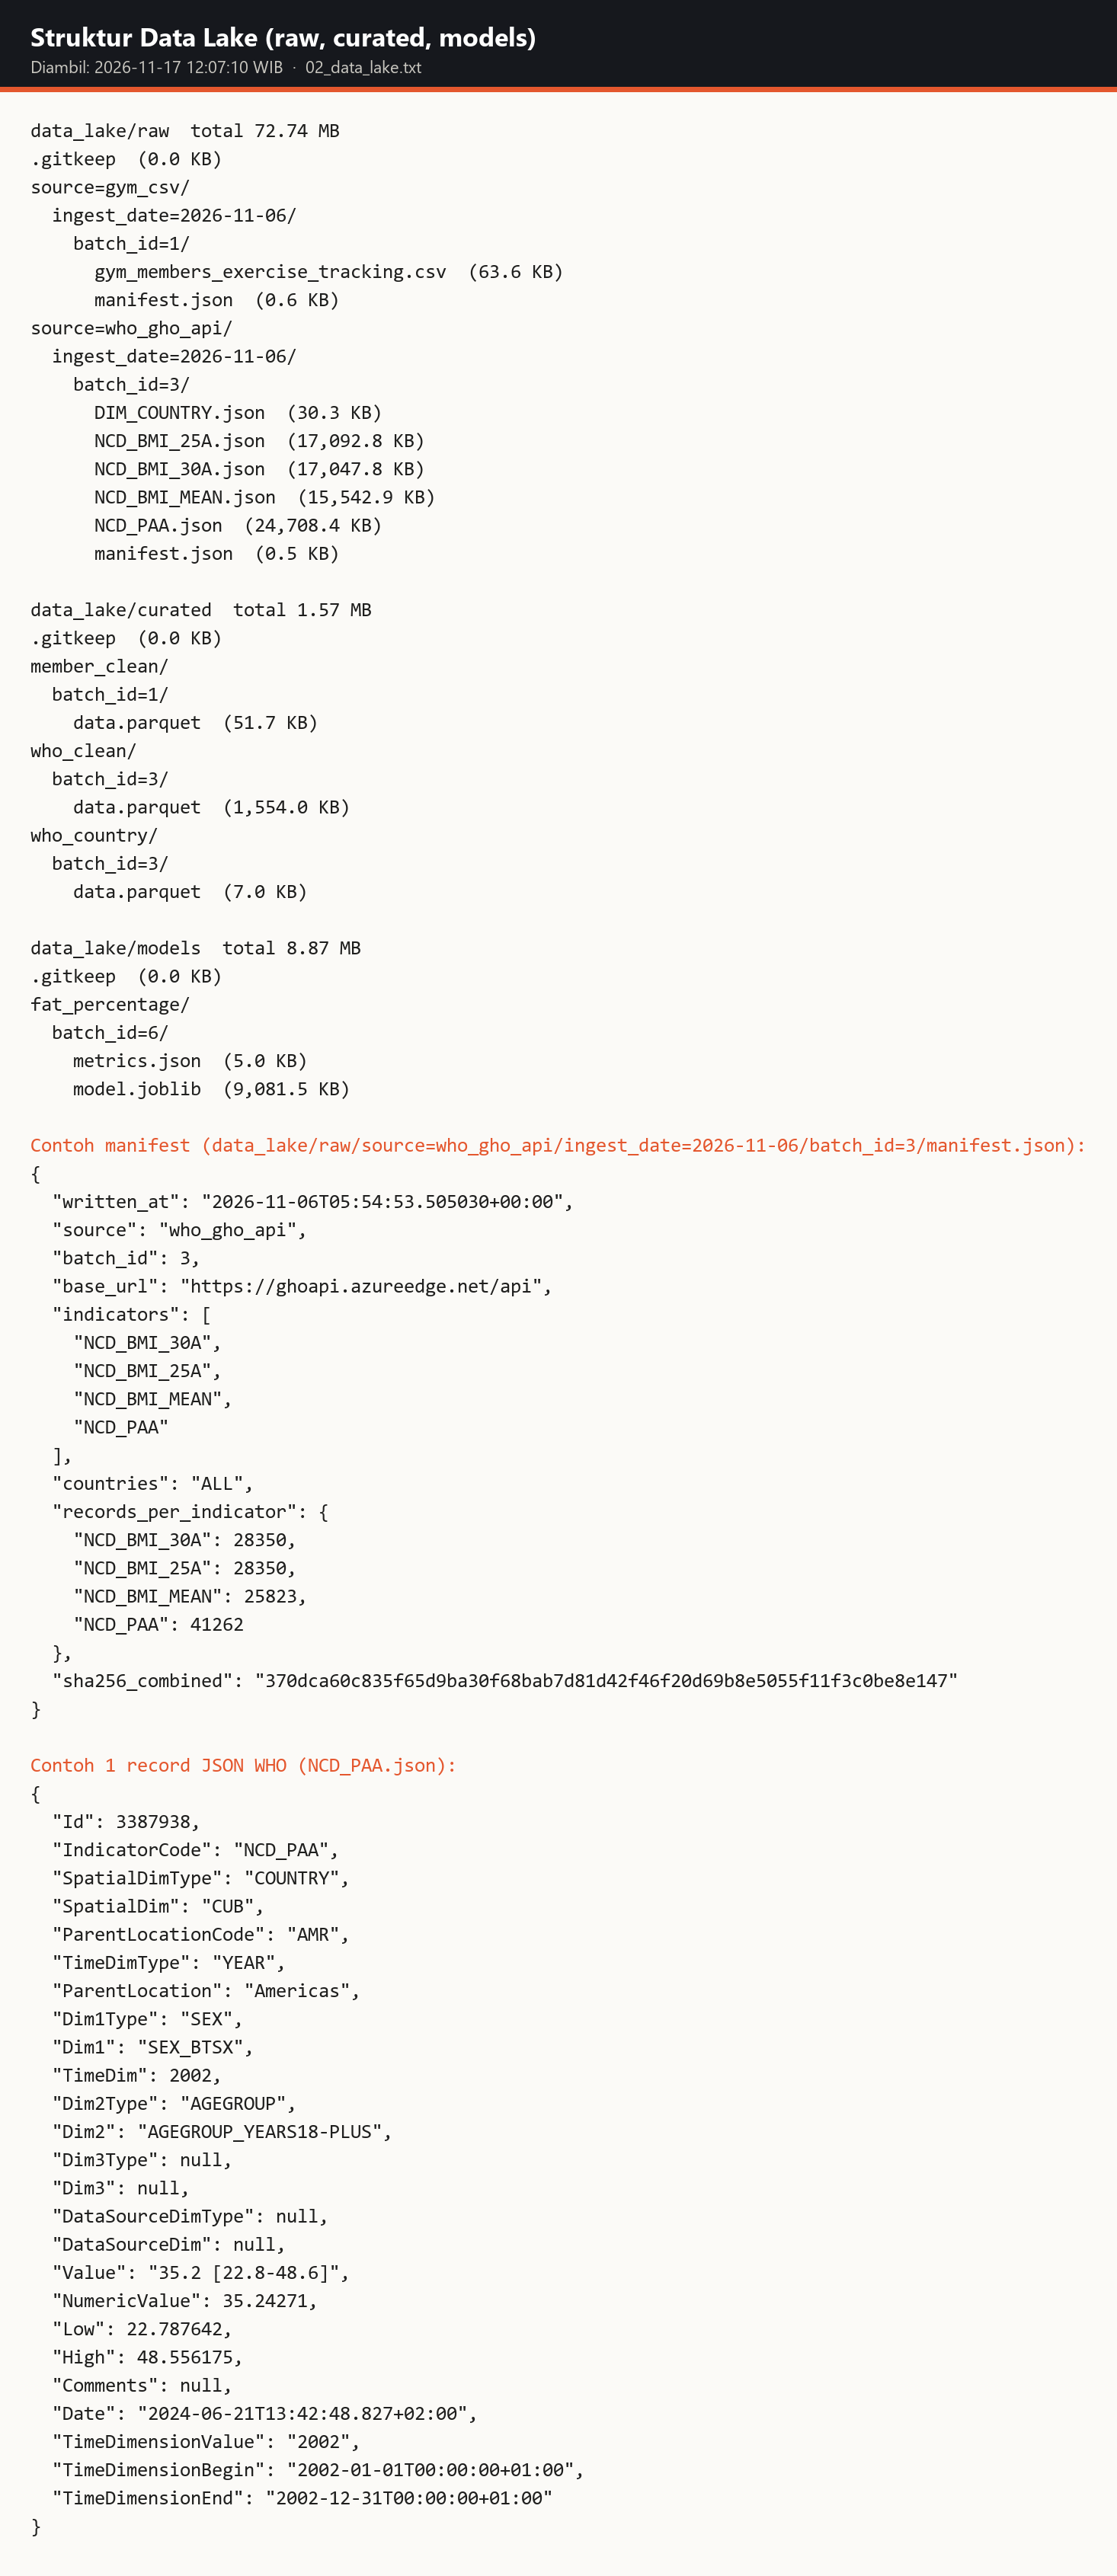 Struktur Data Lake (raw, curated, models)
Diambil: 2026-11-17 12:07:10 WIB · 02_data_lake.txt
data_lake/raw  total 72.74 MB
.gitkeep  (0.0 KB)
source=gym_csv/
  ingest_date=2026-11-06/
    batch_id=1/
      gym_members_exercise_tracking.csv  (63.6 KB)
      manifest.json  (0.6 KB)
source=who_gho_api/
  ingest_date=2026-11-06/
    batch_id=3/
      DIM_COUNTRY.json  (30.3 KB)
      NCD_BMI_25A.json  (17,092.8 KB)
      NCD_BMI_30A.json  (17,047.8 KB)
      NCD_BMI_MEAN.json  (15,542.9 KB)
      NCD_PAA.json  (24,708.4 KB)
      manifest.json  (0.5 KB)

data_lake/curated  total 1.57 MB
.gitkeep  (0.0 KB)
member_clean/
  batch_id=1/
    data.parquet  (51.7 KB)
who_clean/
  batch_id=3/
    data.parquet  (1,554.0 KB)
who_country/
  batch_id=3/
    data.parquet  (7.0 KB)

data_lake/models  total 8.87 MB
.gitkeep  (0.0 KB)
fat_percentage/
  batch_id=6/
    metrics.json  (5.0 KB)
    model.joblib  (9,081.5 KB)

Contoh manifest (data_lake/raw/source=who_gho_api/ingest_date=2026-11-06/batch_id=3/manifest.json):
{
  "written_at": "2026-11-06T05:54:53.505030+00:00",
  "source": "who_gho_api",
  "batch_id": 3,
  "base_url": "https://ghoapi.azureedge.net/api",
  "indicators": [
    "NCD_BMI_30A",
    "NCD_BMI_25A",
    "NCD_BMI_MEAN",
    "NCD_PAA"
  ],
  "countries": "ALL",
  "records_per_indicator": {
    "NCD_BMI_30A": 28350,
    "NCD_BMI_25A": 28350,
    "NCD_BMI_MEAN": 25823,
    "NCD_PAA": 41262
  },
  "sha256_combined": "370dca60c835f65d9ba30f68bab7d81d42f46f20d69b8e5055f11f3c0be8e147"
}

Contoh 1 record JSON WHO (NCD_PAA.json):
{
  "Id": 3387938,
  "IndicatorCode": "NCD_PAA",
  "SpatialDimType": "COUNTRY",
  "SpatialDim": "CUB",
  "ParentLocationCode": "AMR",
  "TimeDimType": "YEAR",
  "ParentLocation": "Americas",
  "Dim1Type": "SEX",
  "Dim1": "SEX_BTSX",
  "TimeDim": 2002,
  "Dim2Type": "AGEGROUP",
  "Dim2": "AGEGROUP_YEARS18-PLUS",
  "Dim3Type": null,
  "Dim3": null,
  "DataSourceDimType": null,
  "DataSourceDim": null,
  "Value": "35.2 [22.8-48.6]",
  "NumericValue": 35.24271,
  "Low": 22.787642,
  "High": 48.556175,
  "Comments": null,
  "Date": "2024-06-21T13:42:48.827+02:00",
  "TimeDimensionValue": "2002",
  "TimeDimensionBegin": "2002-01-01T00:00:00+01:00",
  "TimeDimensionEnd": "2002-12-31T00:00:00+01:00"
}